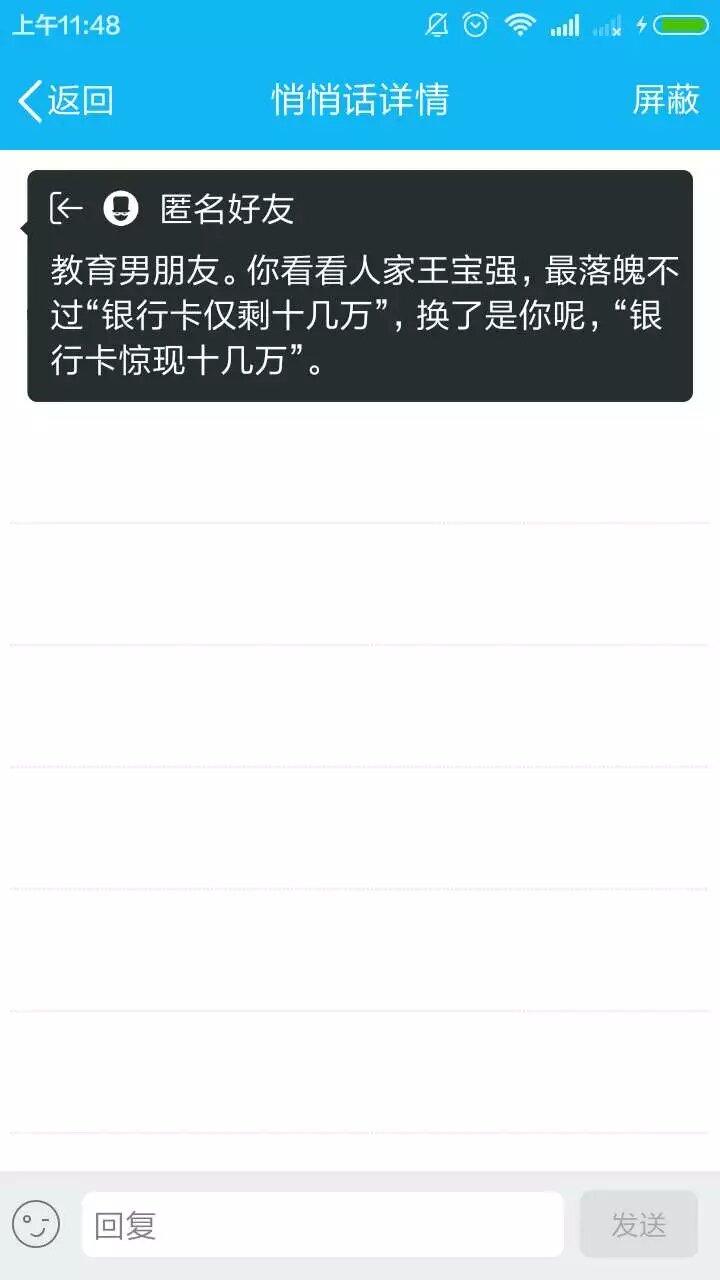 上午11:48
返回
悄悄话详情
屏蔽
匿名好友
教育男朋友。你看看人家王宝强，最落魄不
过“银行卡仅剩十几万”，换了是你呢，“银
行卡惊现十几万”。
回复
发送